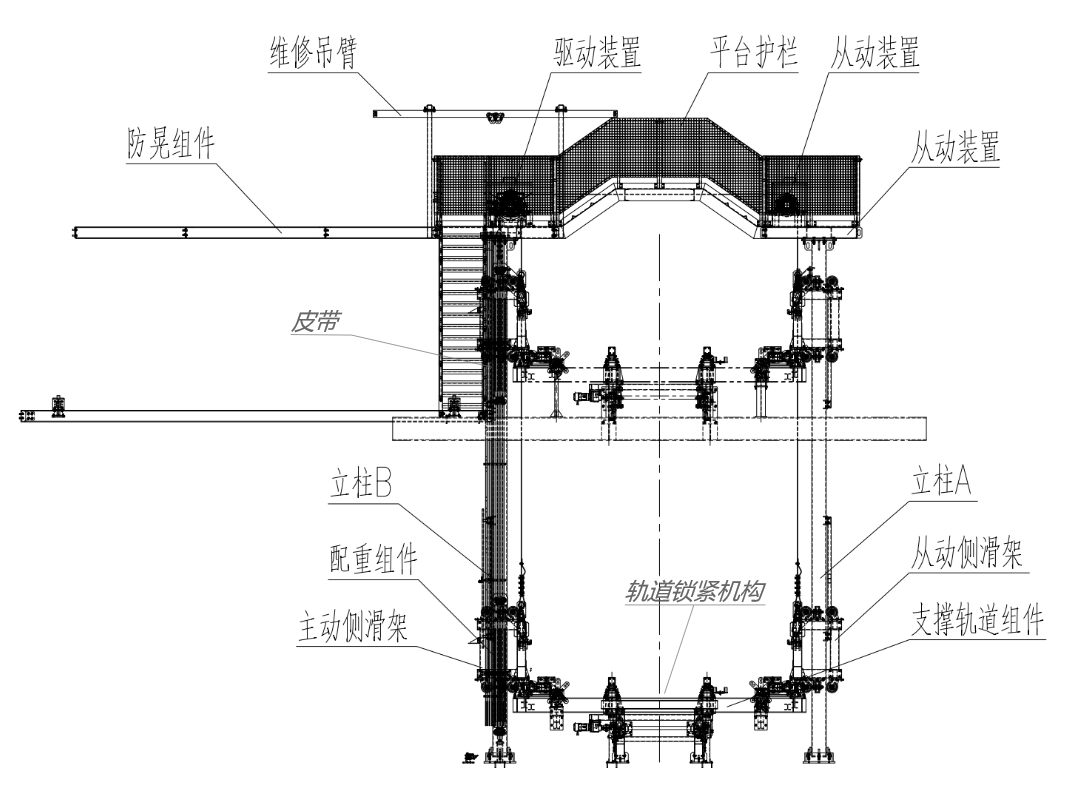 维修吊臂
驱动装置
平台护栏
从动装置
防晃组件
从动装置
皮带
立柱B
立柱A
配重组件
从动侧滑架
轨道锁紧机构
主动侧滑架
支撑轨道组件